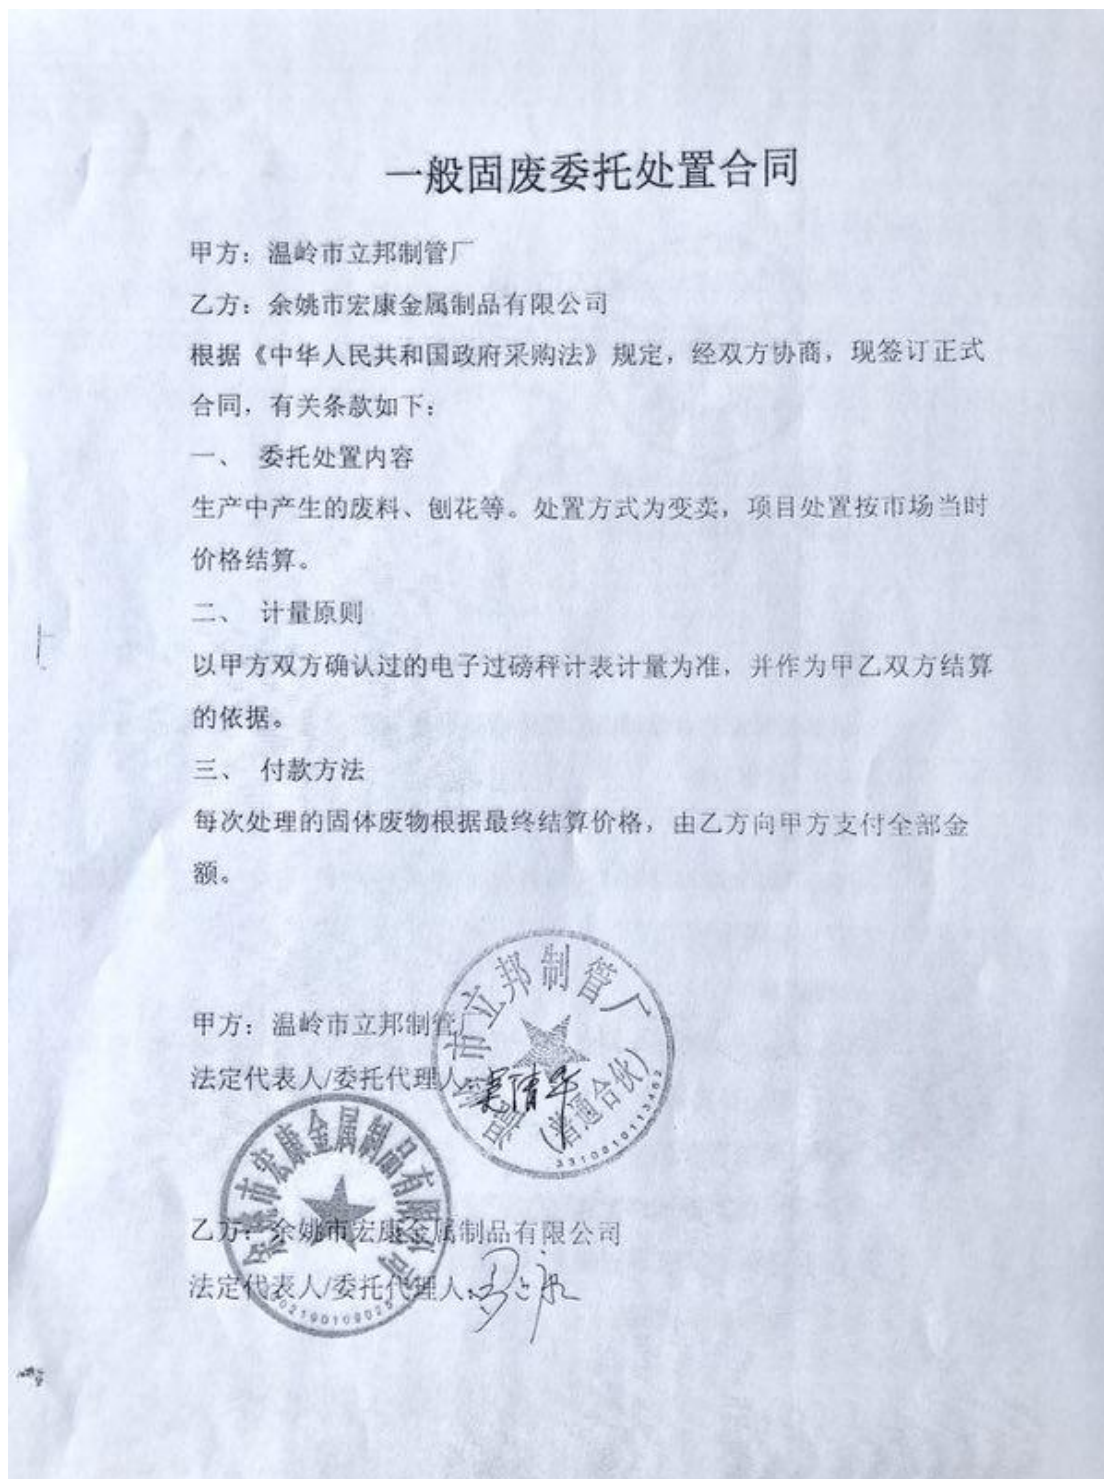 一般固废委托处置合同
甲方：温岭市立邦制管厂
乙方：余姚市宏康金属制品有限公司
根据《中华人民共和国政府采购法》规定，经双方协商，现签订正式
合同，有关条款如下：
一、 委托处置内容
生产中产生的废料、刨花等。处置方式为变卖，项目处置按市场当时
价格结算。
二、 计量原则
以甲方双方确认过的电子过磅秤计表计量为准，并作为甲乙双方结算
的依据。
三、 付款方法
每次处理的固体废物根据最终结算价格，由乙方向甲方支付全部金
额。
温岭市立邦制管厂
（普通合伙）
甲方：温岭市立邦制管厂
法定代表人/委托代理人：
余姚市宏康金属制品有限公司
乙方：余姚市宏康金属制品有限公司
法定代表人/委托代理人：